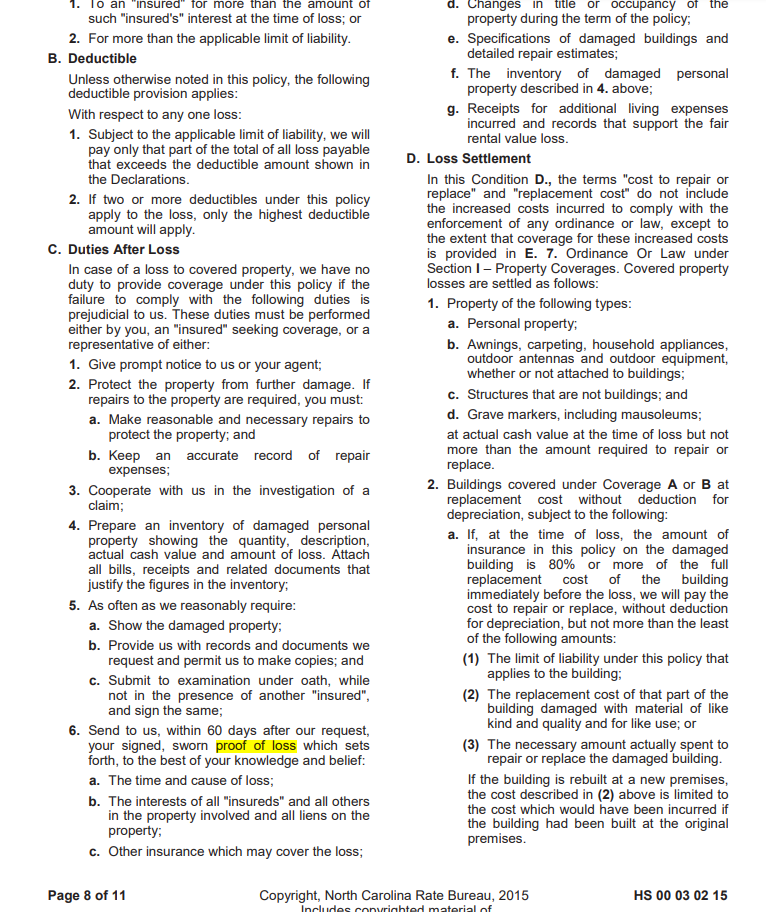 1. To an "insured" for more than the amount of
such "insured's" interest at the time of loss; or
2. For more than the applicable limit of liability.
B. Deductible
Unless otherwise noted in this policy, the following
deductible provision applies:
With respect to any one loss:
1. Subject to the applicable limit of liability, we will
pay only that part of the total of all loss payable
that exceeds the deductible amount shown in
the Declarations.
2. If two or more deductibles under this policy
apply to the loss, only the highest deductible
amount will apply.
C. Duties After Loss
In case of a loss to covered property, we have no
duty to provide coverage under this policy if the
failure to comply with the following duties is
prejudicial to us. These duties must be performed
either by you, an "insured" seeking coverage, or a
representative of either:
1. Give prompt notice to us or your agent;
2. Protect the property from further damage. If
repairs to the property are required, you must:
a. Make reasonable and necessary repairs to
protect the property; and
b. Keep an accurate record of repair
expenses;
3. Cooperate with us in the investigation of a
claim;
4. Prepare an inventory of damaged personal
property showing the quantity, description,
actual cash value and amount of loss. Attach
all bills, receipts and related documents that
justify the figures in the inventory;
5. As often as we reasonably require:
a. Show the damaged property;
b. Provide us with records and documents we
request and permit us to make copies; and
c. Submit to examination under oath, while
not in the presence of another "insured",
and sign the same;
6. Send to us, within 60 days after our request,
your signed, sworn proof of loss which sets
forth, to the best of your knowledge and belief:
a. The time and cause of loss;
b. The interests of all "insureds" and all others
in the property involved and all liens on the
property;
c. Other insurance which may cover the loss;
d. Changes in title or occupancy of the
property during the term of the policy;
e. Specifications of damaged buildings and
detailed repair estimates;
f. The inventory of damaged personal
property described in 4. above;
g. Receipts for additional living expenses
incurred and records that support the fair
rental value loss.
D. Loss Settlement
In this Condition D., the terms "cost to repair or
replace" and "replacement cost" do not include
the increased costs incurred to comply with the
enforcement of any ordinance or law, except to
the extent that coverage for these increased costs
is provided in E. 7. Ordinance Or Law under
Section I – Property Coverages. Covered property
losses are settled as follows:
1. Property of the following types:
a. Personal property;
b. Awnings, carpeting, household appliances,
outdoor antennas and outdoor equipment,
whether or not attached to buildings;
c. Structures that are not buildings; and
d. Grave markers, including mausoleums;
at actual cash value at the time of loss but not
more than the amount required to repair or
replace.
2. Buildings covered under Coverage A or B at
replacement cost without deduction for
depreciation, subject to the following:
a. If, at the time of loss, the amount of
insurance in this policy on the damaged
building is 80% or more of the full
replacement cost of the building
immediately before the loss, we will pay the
cost to repair or replace, without deduction
for depreciation, but not more than the least
of the following amounts:
(1) The limit of liability under this policy that
applies to the building;
(2) The replacement cost of that part of the
building damaged with material of like
kind and quality and for like use; or
(3) The necessary amount actually spent to
repair or replace the damaged building.
If the building is rebuilt at a new premises,
the cost described in (2) above is limited to
the cost which would have been incurred if
the building had been built at the original
premises.
Page 8 of 11 Copyright, North Carolina Rate Bureau, 2015 HS 00 03 02 15
Includes copyrighted material of